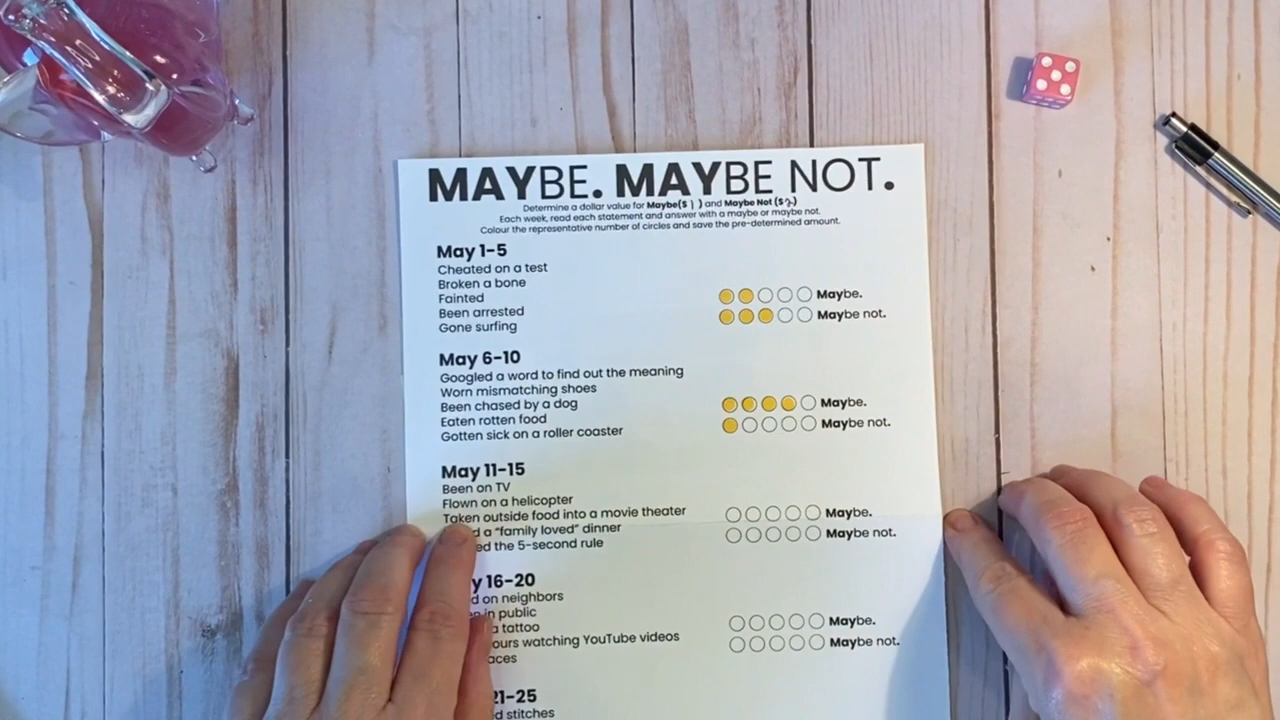 MAYBE. MAYBE NOT.
Determine a dollar value for Maybe($ 1 ) and Maybe Not ($ 2)
Each week, read each statement and answer with a maybe or maybe not.
Colour the representative number of circles and save the pre-determined amount.
May 1-5
Cheated on a test
Broken a bone
Fainted
Been arrested
Gone surfing
Maybe.
Maybe not.
May 6-10
Googled a word to find out the meaning
Worn mismatching shoes
Been chased by a dog
Eaten rotten food
Gotten sick on a roller coaster
Maybe.
Maybe not.
May 11-15
Been on TV
Flown on a helicopter
Taken outside food into a movie theater
a "family loved" dinner
the 5-second rule
Maybe.
Maybe not.
16-20
on neighbors
in public
a tattoo
watching YouTube videos
Maybe.
Maybe not.
21-25
stitches